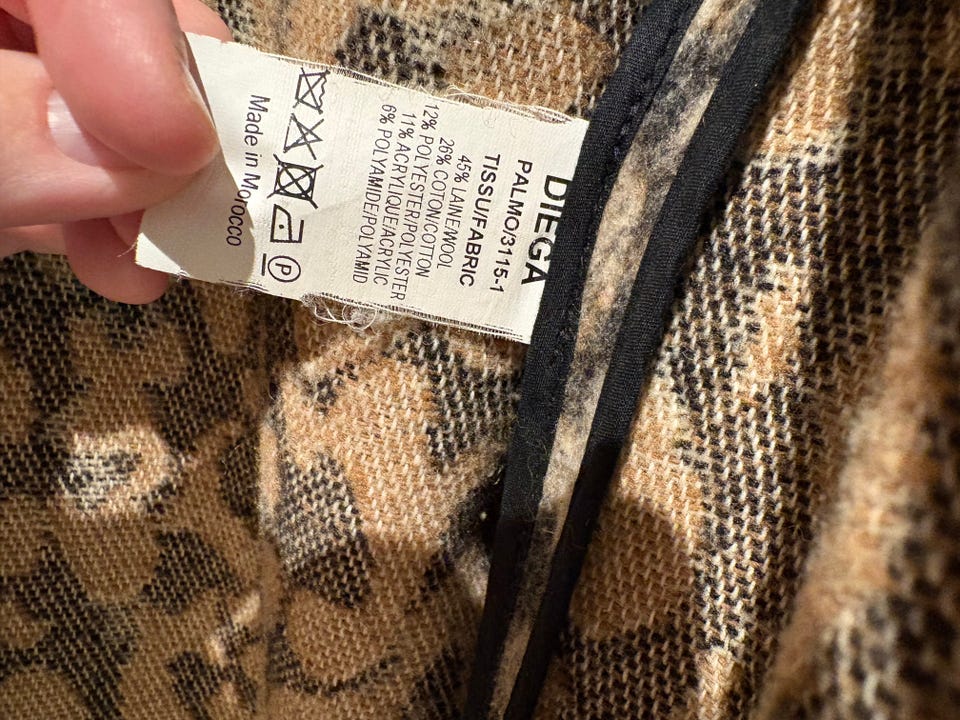 DIEGA
PALMO/3115-1
TISSU/FABRIC
45% LAINE/WOOL
26% COTON/COTTON
12% POLYESTER/POLYESTER
11% ACRYLIQUE/ACRYLIC
6% POLYAMIDE/POLYAMID
P
Made in Morocco